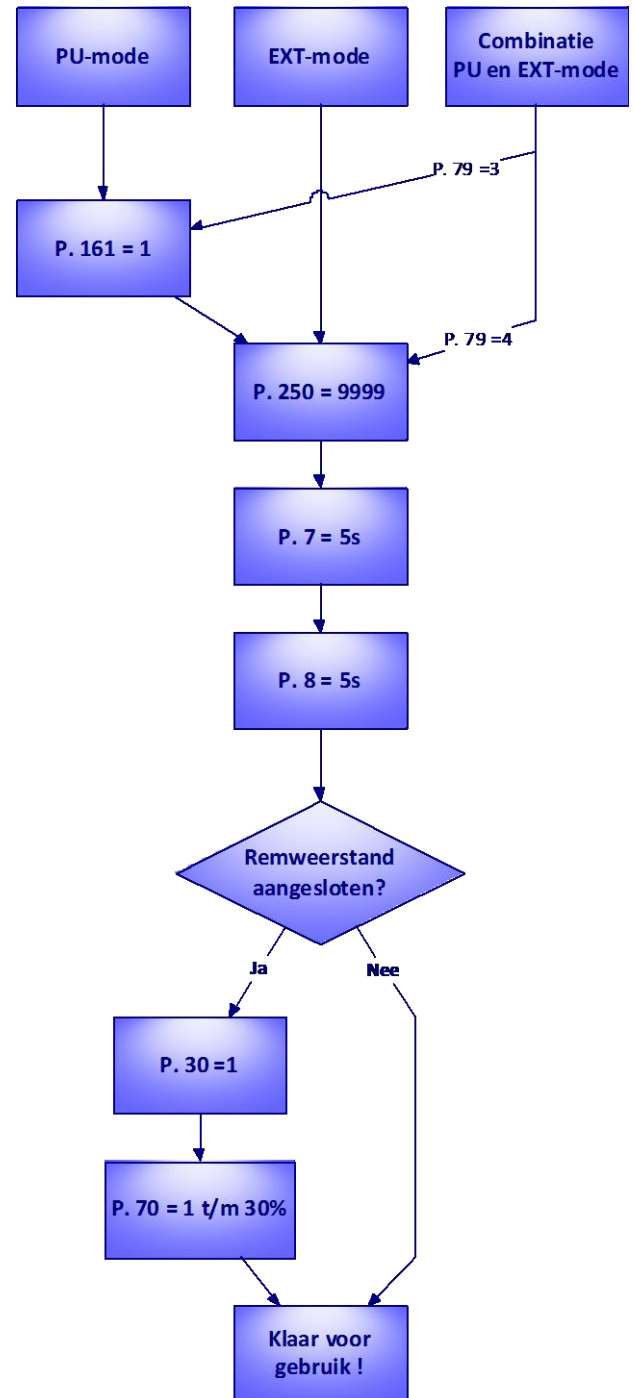 PU-mode
EXT-mode
Combinatie
PU en EXT-mode
P. 79 =3
P. 161 = 1
P. 79 =4
P. 250 = 9999
P. 7 = 5s
P. 8 = 5s
Remweerstand
aangesloten?
Ja
Nee
P. 30 =1
P. 70 = 1 t/m 30%
Klaar voor
gebruik !